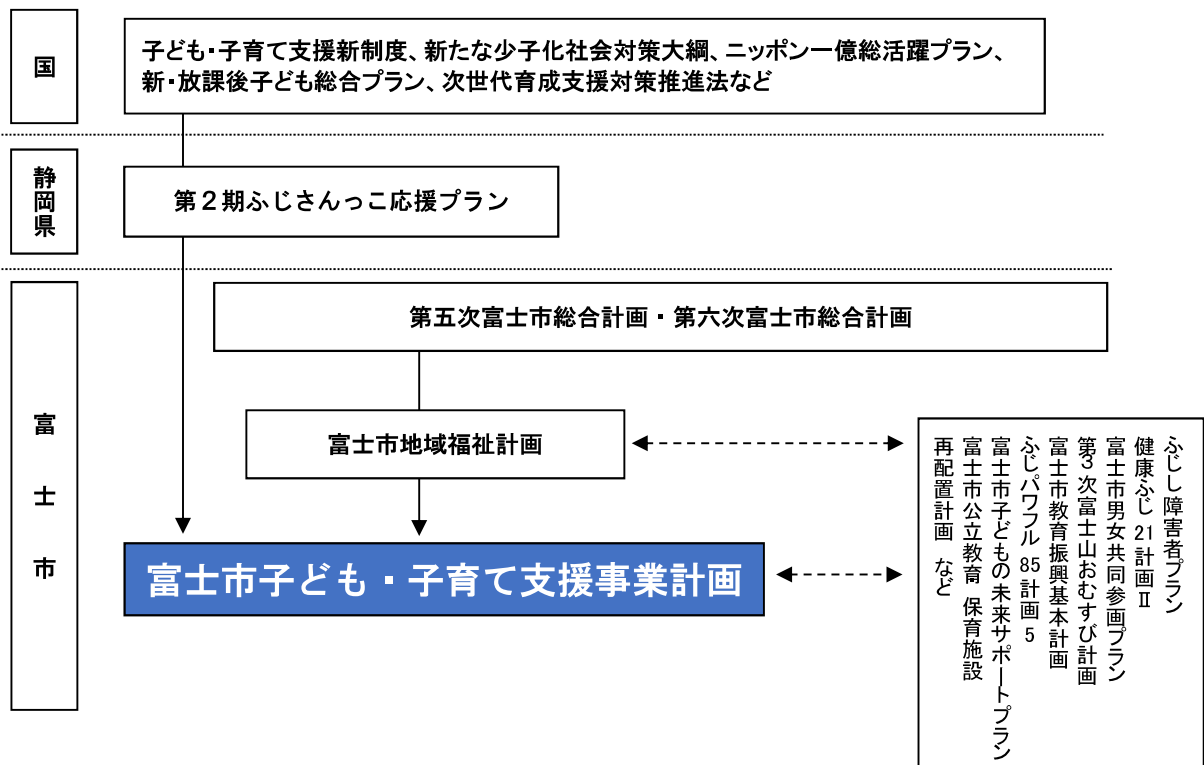 国
子ども・子育て支援新制度、新たな少子化社会対策大綱、ニッポン一億総活躍プラン、
新・放課後子ども総合プラン、次世代育成支援対策推進法など
静岡県
第２期ふじさんっこ応援プラン
富士市
第五次富士市総合計画・第六次富士市総合計画
富士市地域福祉計画
富士市子ども・子育て支援事業計画
ふじし障害者プラン
健康ふじ 21 計画Ⅱ
富士市男女共同参画プラン
第3次富士山おむすび計画
富士市教育振興基本計画
ふじパワフル 85 計画 5
富士市子どもの未来サポートプラン
富士市公立教育 保育施設
再配置計画 など